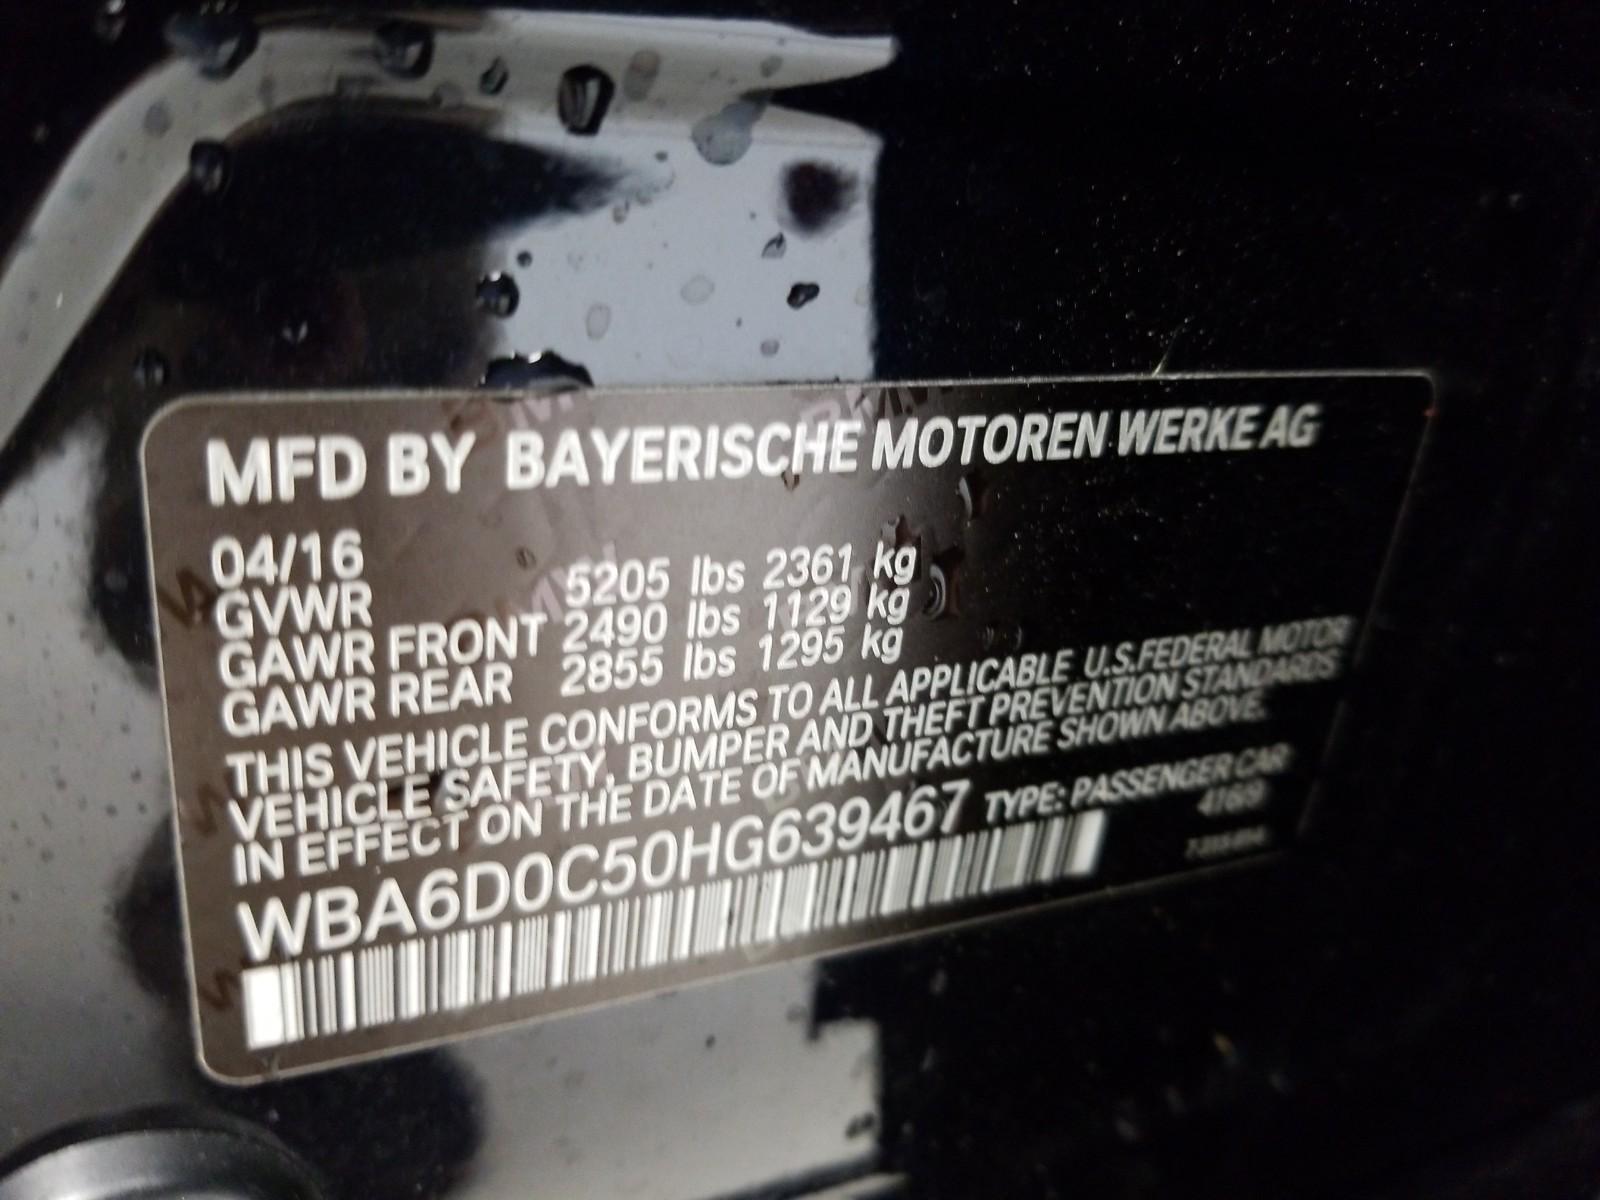 MFD BY BAYERISCHE MOTOREN WERKE AG
04/16
GVWR 5205 lbs 2361 kg
GAWR FRONT 2490 lbs 1129 kg
GAWR REAR 2855 lbs 1295 kg
THIS VEHICLE CONFORMS TO ALL APPLICABLE U.S.FEDERAL MOTOR
VEHICLE SAFETY, BUMPER AND THEFT PREVENTION STANDARDS
IN EFFECT ON THE DATE OF MANUFACTURE SHOWN ABOVE.
WBA6D0C50HG639467 TYPE: PASSENGER CAR